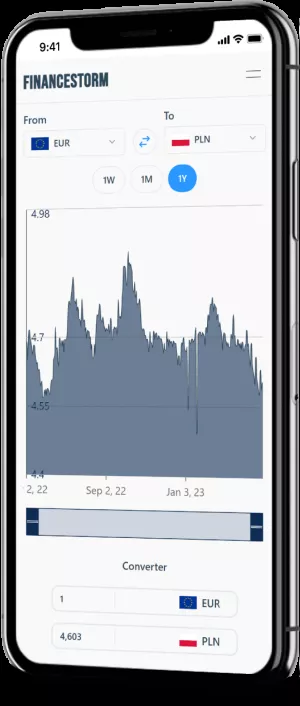 9:41
FINANCESTORM
From To
EUR PLN
1W 1M 1Y
4.98
4.7
4.55
4.4
2, 22 Sep 2, 22 Jan 3, 23
Converter
1 EUR
4,603 PLN